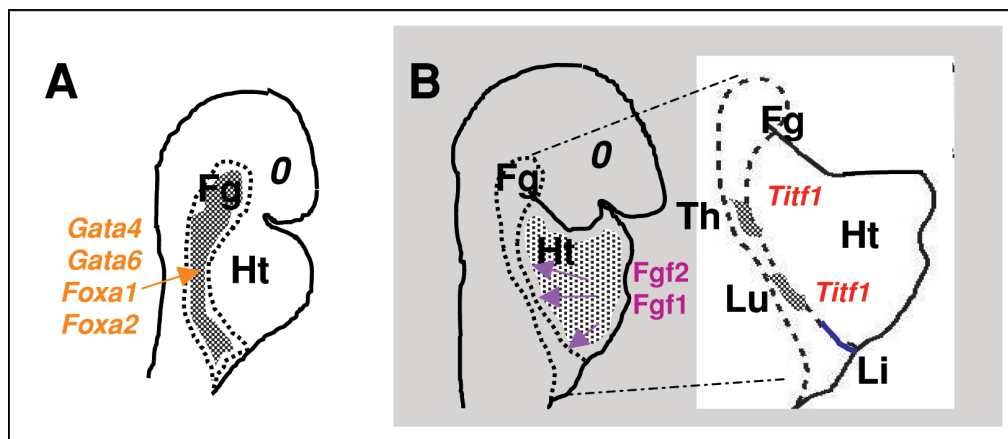 A
0
Fg
Gata4
Gata6
Foxa1
Foxa2
Ht
B
0
Fg
Ht
Fgf2
Fgf1
Fg
Titf1
Th
Ht
Lu
Titf1
Li